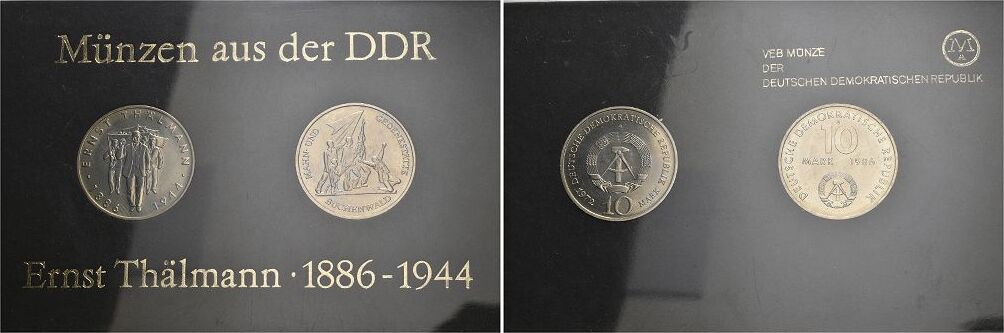 Münzen aus der DDR
ERNST THÄLMANN
1886 1944
MAHN- UND GEDENKSTÄTTE
BUCHENWALD
Ernst Thälmann · 1886-1944
VEB MÜNZE
DER
DEUTSCHEN DEMOKRATISCHEN REPUBLIK
M
A
DEUTSCHE DEMOKRATISCHE REPUBLIK
A
1972
10
MARK
DEUTSCHE DEMOKRATISCHE REPUBLIK
10
MARK 1986